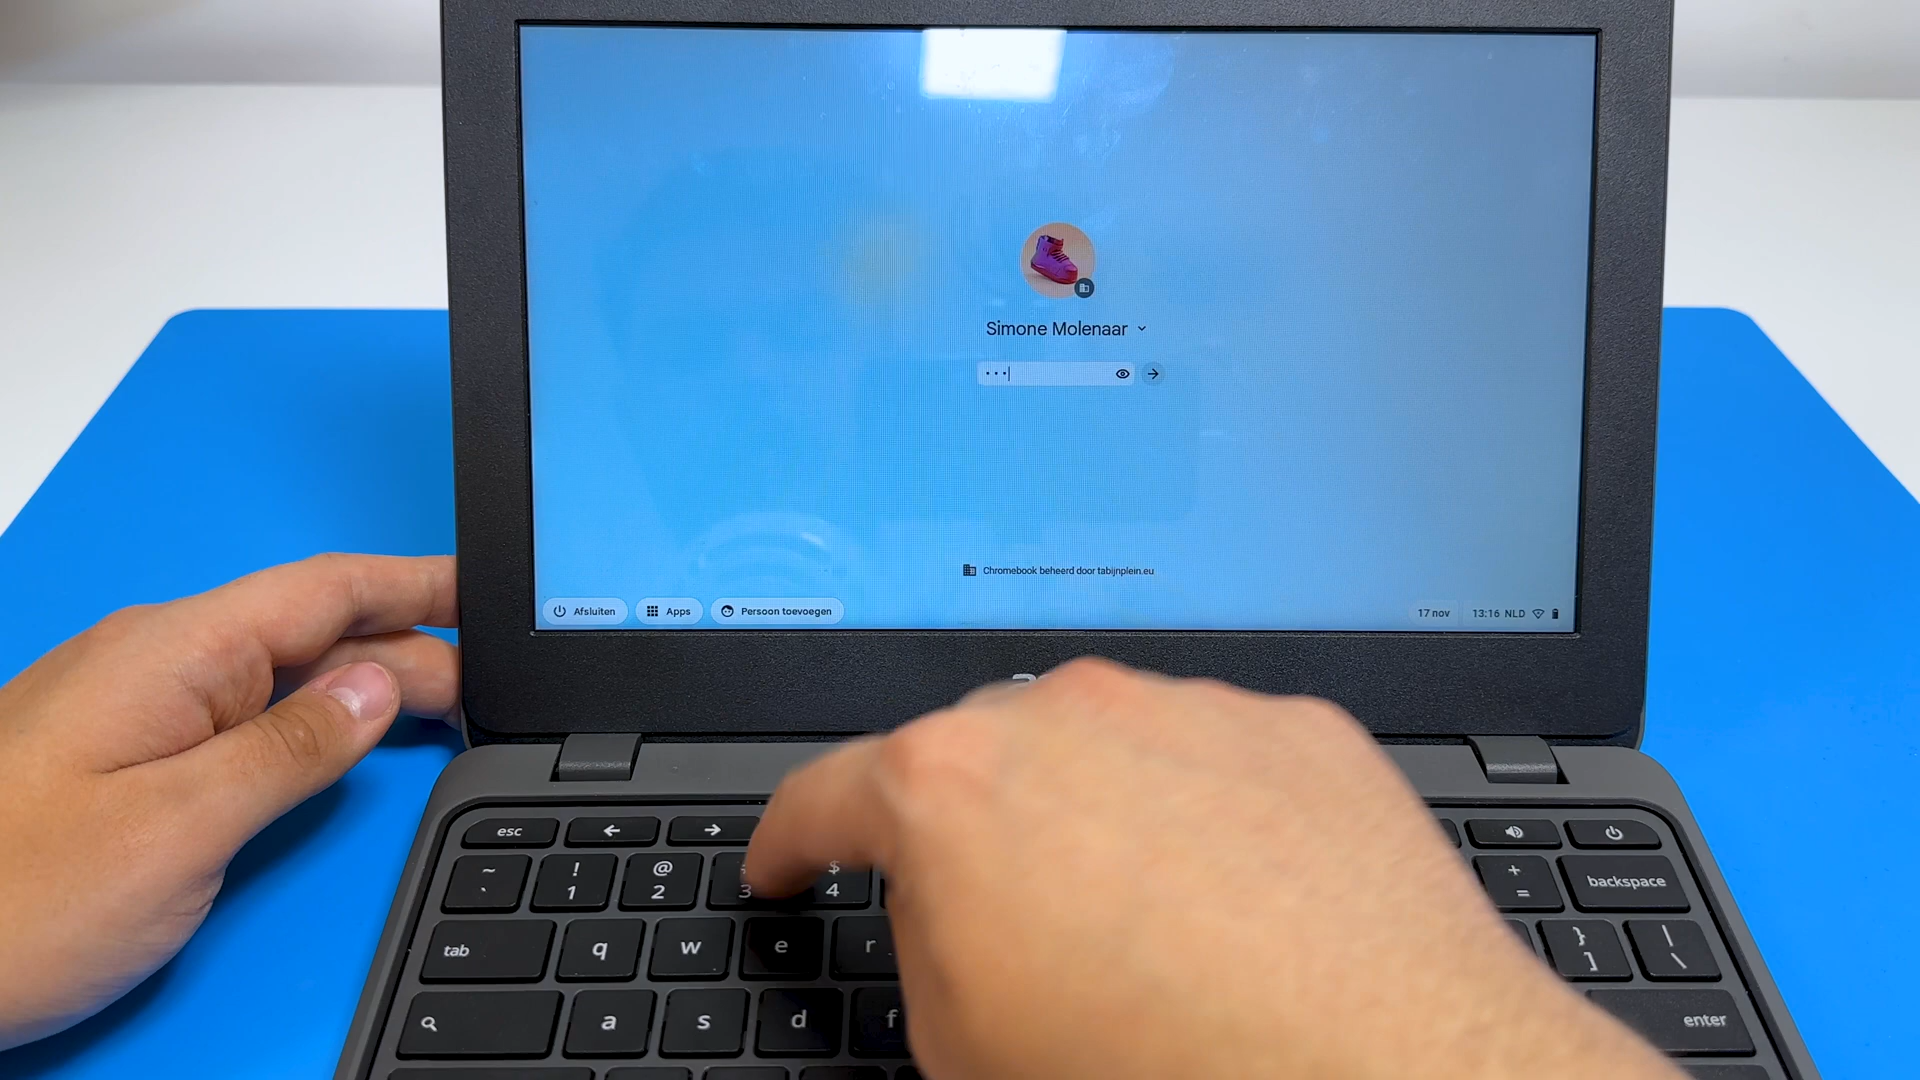 Simone Molenaar
•••
Chromebook beheerd door tabijnplein.eu
Afsluiten Apps Persoon toevoegen 17 nov 13:16 NLD
esc ← →
~ ! @ $ +
` 1 2 3 4 = backspace
tab q w e r } |
] \
a s d f enter